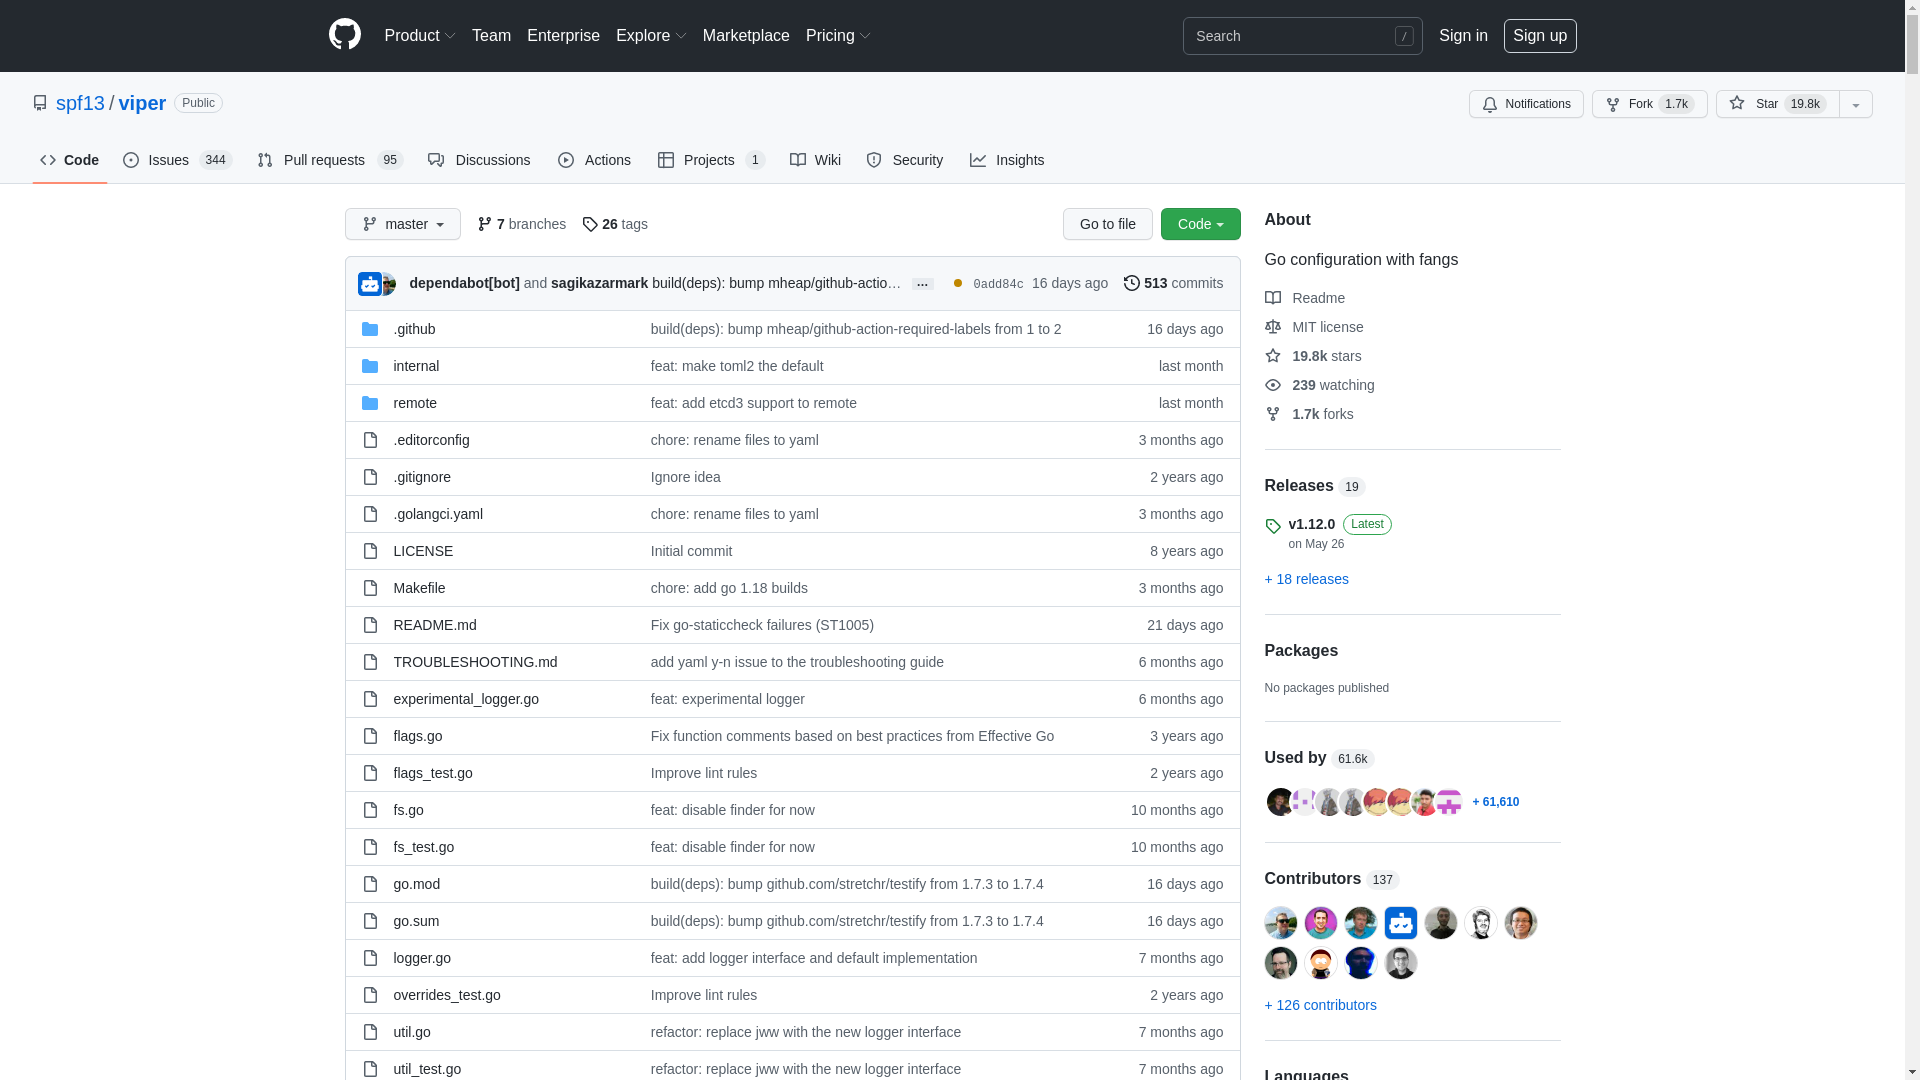 Product Team Enterprise Explore Marketplace Pricing Search / Sign in Sign up
spf13 / viper Public Notifications Fork 1.7k Star 19.8k
Code Issues 344 Pull requests 95 Discussions Actions Projects 1 Wiki Security Insights
master 7 branches 26 tags Go to file Code
dependabot[bot] and sagikazarmark build(deps): bump mheap/github-actio… … 0add84c 16 days ago 513 commits
.github build(deps): bump mheap/github-action-required-labels from 1 to 2 16 days ago
internal feat: make toml2 the default last month
remote feat: add etcd3 support to remote last month
.editorconfig chore: rename files to yaml 3 months ago
.gitignore Ignore idea 2 years ago
.golangci.yaml chore: rename files to yaml 3 months ago
LICENSE Initial commit 8 years ago
Makefile chore: add go 1.18 builds 3 months ago
README.md Fix go-staticcheck failures (ST1005) 21 days ago
TROUBLESHOOTING.md add yaml y-n issue to the troubleshooting guide 6 months ago
experimental_logger.go feat: experimental logger 6 months ago
flags.go Fix function comments based on best practices from Effective Go 3 years ago
flags_test.go Improve lint rules 2 years ago
fs.go feat: disable finder for now 10 months ago
fs_test.go feat: disable finder for now 10 months ago
go.mod build(deps): bump github.com/stretchr/testify from 1.7.3 to 1.7.4 16 days ago
go.sum build(deps): bump github.com/stretchr/testify from 1.7.3 to 1.7.4 16 days ago
logger.go feat: add logger interface and default implementation 7 months ago
overrides_test.go Improve lint rules 2 years ago
util.go refactor: replace jww with the new logger interface 7 months ago
util_test.go refactor: replace jww with the new logger interface 7 months ago
About
Go configuration with fangs
Readme
MIT license
19.8k stars
239 watching
1.7k forks
Releases 19
v1.12.0 Latest
on May 26
+ 18 releases
Packages
No packages published
Used by 61.6k
+ 61,610
Contributors 137
+ 126 contributors
Languages